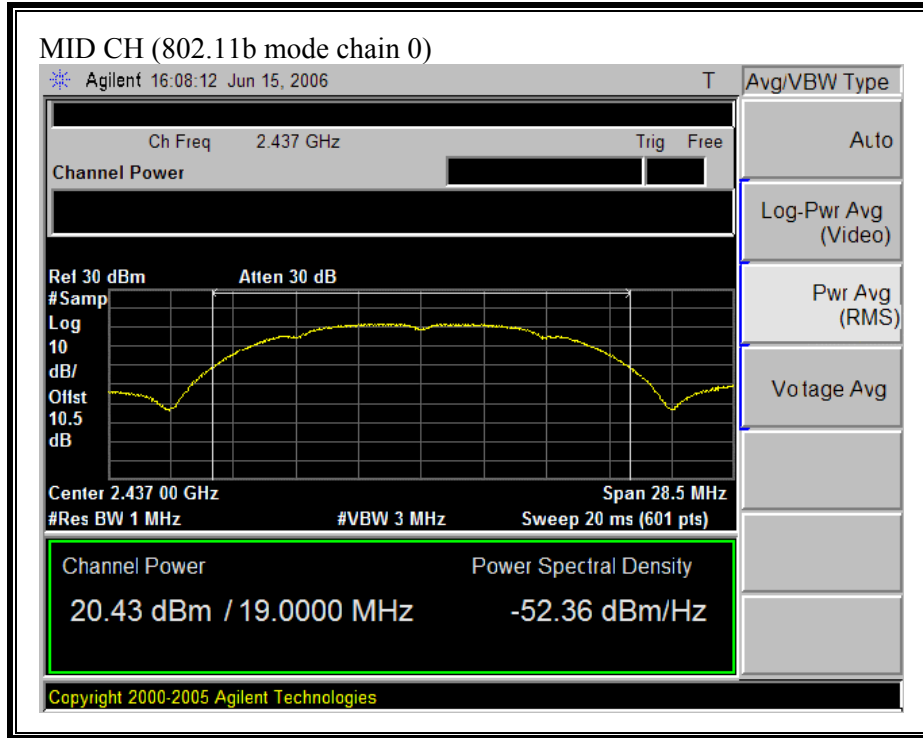 MID CH (802.11b mode chain 0)
Agilent 16:08:12 Jun 15, 2006 T
Avg/VBW Type
Ch Freq 2.437 GHz Trig Free
Channel Power
Auto
Log-Pwr Avg
(Video)
Pwr Avg
(RMS)
Vo tage Avg
Ref 30 dBm Atten 30 dB
#Samp
Log
10
dB/
Offst
10.5
dB
Center 2.437 00 GHz Span 28.5 MHz
#Res BW 1 MHz #VBW 3 MHz Sweep 20 ms (601 pts)
Channel Power Power Spectral Density
20.43 dBm / 19.0000 MHz -52.36 dBm/Hz
Copyright 2000-2005 Agilent Technologies